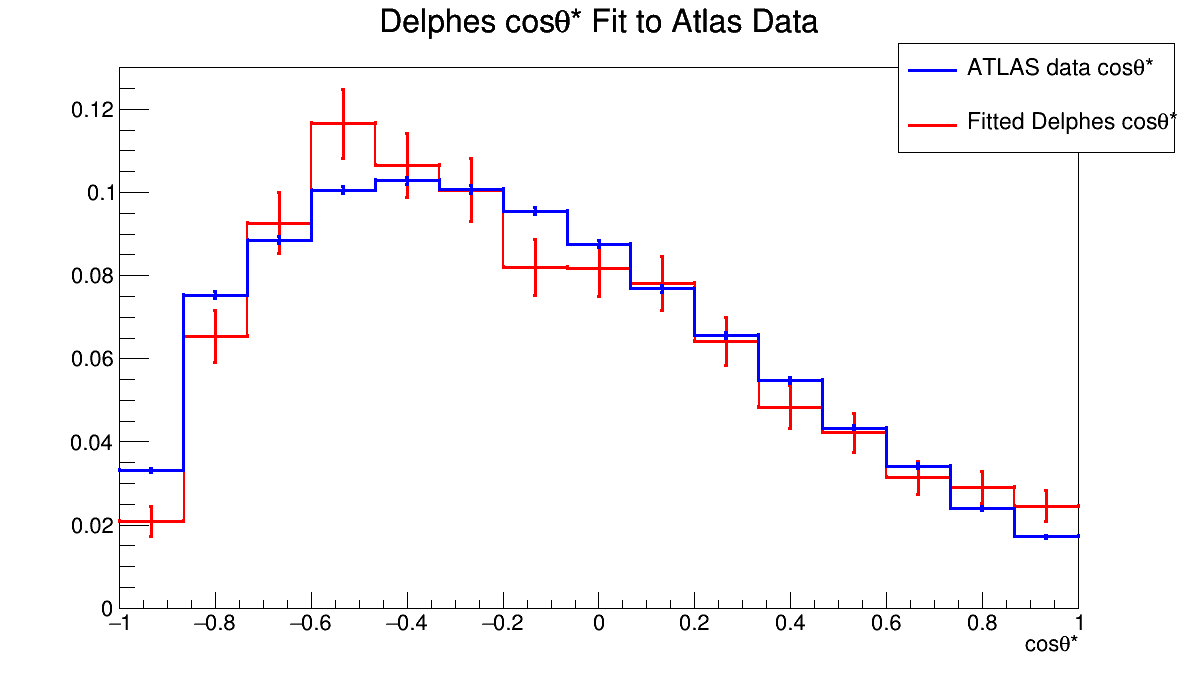 Delphes cosθ* Fit to Atlas Data
ATLAS data cosθ*
Fitted Delphes cosθ*
0.12
0.1
0.08
0.06
0.04
0.02
0
−1 −0.8 −0.6 −0.4 −0.2 0 0.2 0.4 0.6 0.8 1
cosθ*